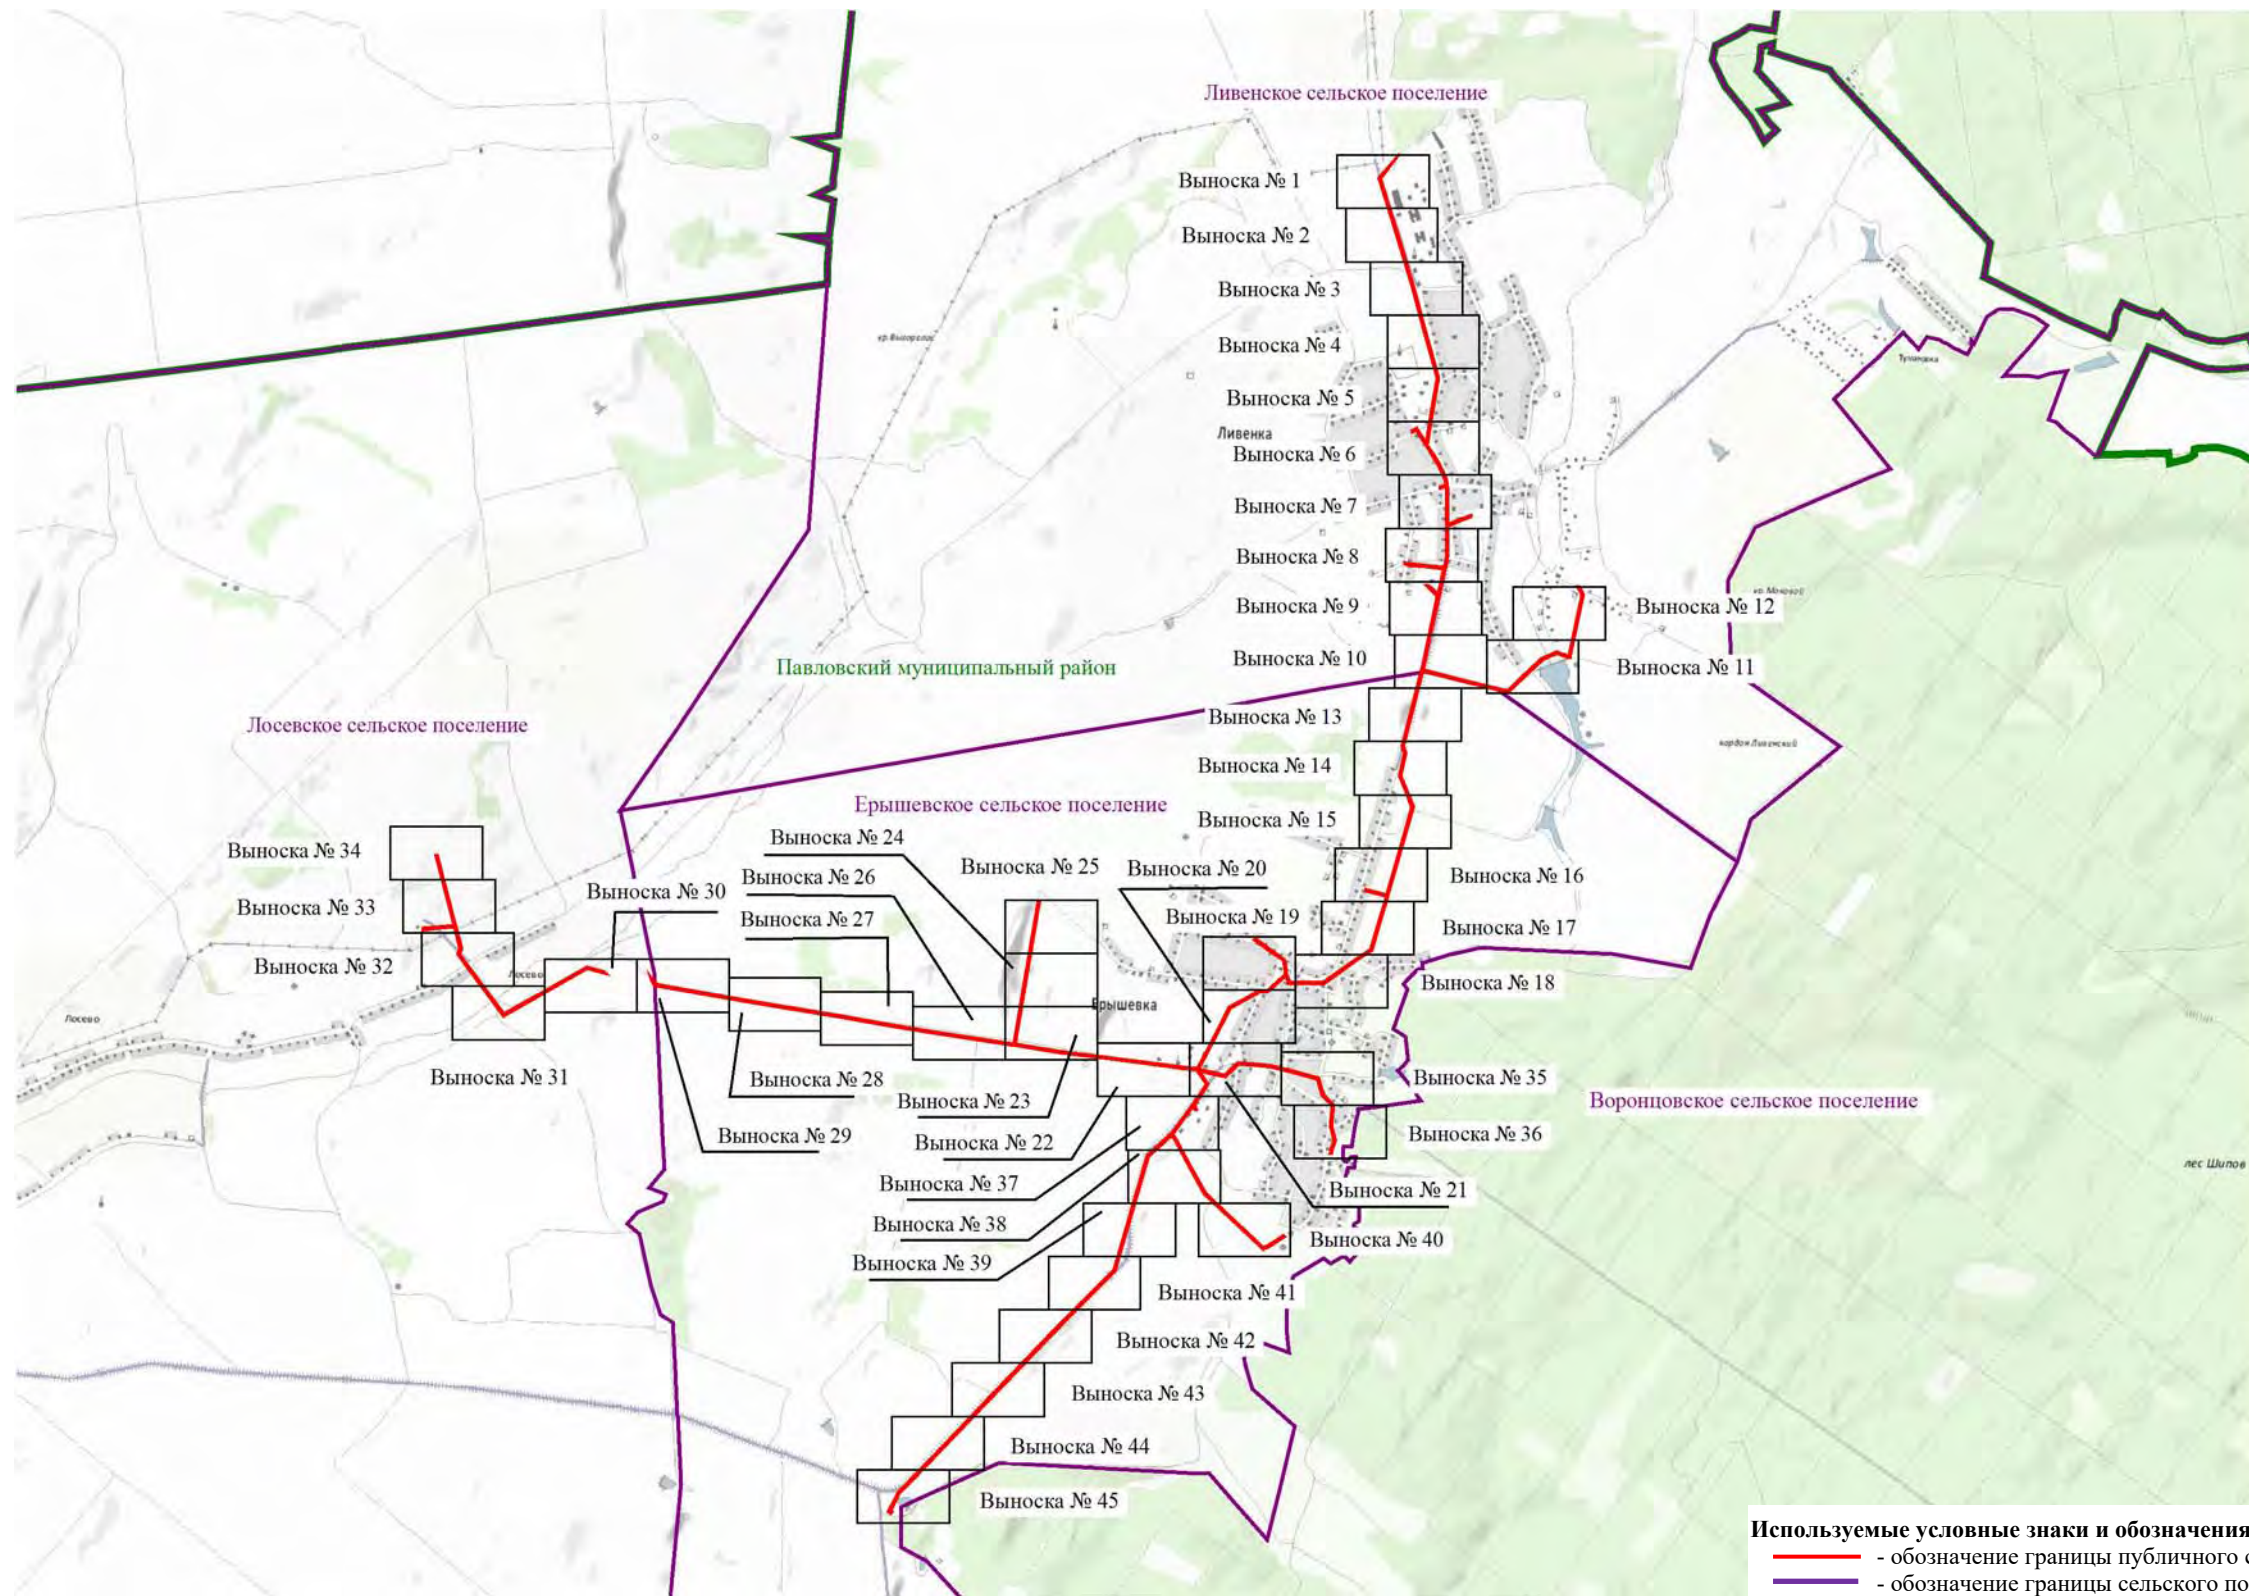 Ливенское сельское поселение
Выноска № 1
Выноска № 2
Выноска № 3
Выноска № 4
Выноска № 5
Ливенка
Выноска № 6
Выноска № 7
Выноска № 8
Выноска № 9
Выноска № 10
Выноска № 12
Выноска № 11
Тумановка
кордон Ливенский
Павловский муниципальный район
Лосевское сельское поселение
Выноска № 13
Выноска № 14
Ерышевское сельское поселение
Выноска № 15
Выноска № 24
Выноска № 34
Выноска № 25
Выноска № 20
Выноска № 16
Выноска № 30
Выноска № 26
Выноска № 33
Выноска № 27
Выноска № 19
Выноска № 17
Выноска № 32
Лосево
Выноска № 18
Ерышевка
Лосево
Выноска № 31
Выноска № 28
Выноска № 35
Выноска № 23
Воронцовское сельское поселение
Выноска № 29
Выноска № 22
Выноска № 36
лес Шипов
Выноска № 37
Выноска № 21
Выноска № 38
Выноска № 40
Выноска № 39
Выноска № 41
Выноска № 42
Выноска № 43
Выноска № 44
Выноска № 45
Используемые условные знаки и обозначения
- обозначение границы публичного с
- обозначение границы сельского по